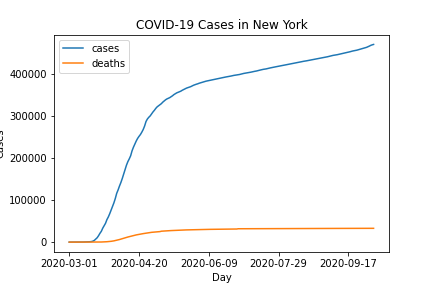 COVID-19 Cases in New York
cases
deaths
400000
300000
200000
100000
0
cases
2020-03-01 2020-04-20 2020-06-09 2020-07-29 2020-09-17
Day